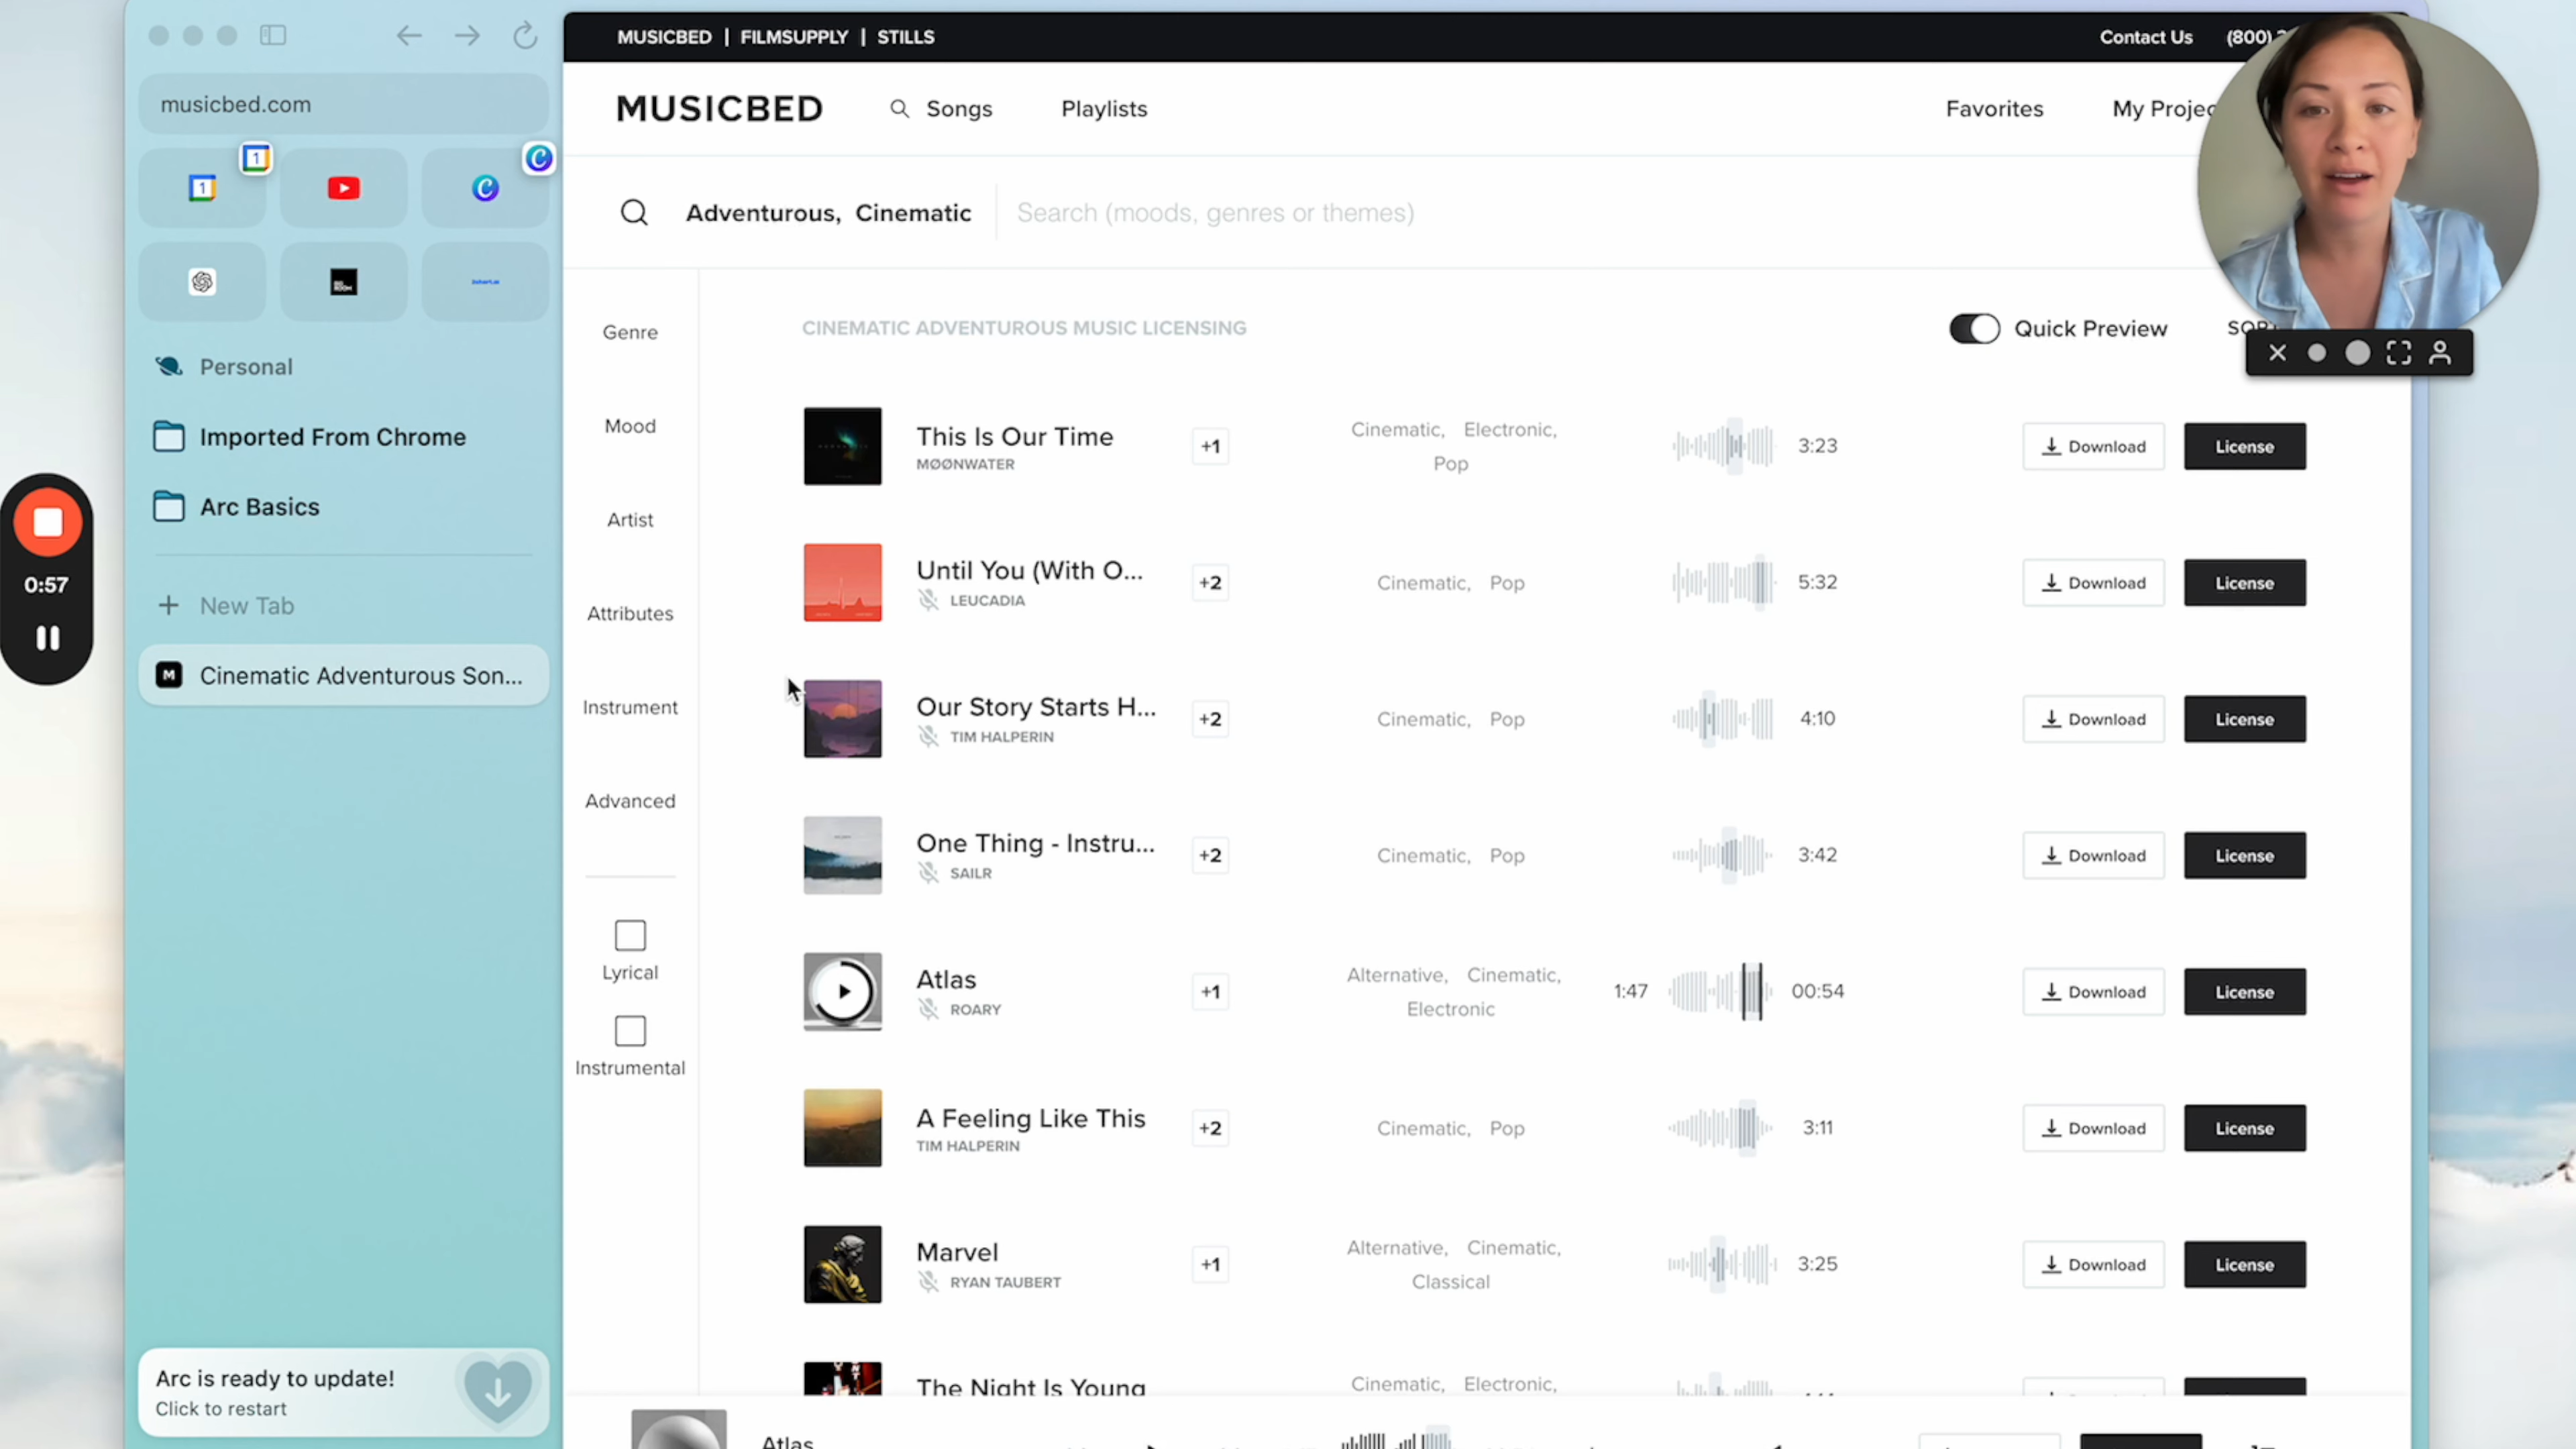 MUSICBED | FILMSUPPLY | STILLS
Contact Us
(800)
musicbed.com
MUSICBED
Songs
Playlists
Favorites
My Projec
Adventurous, Cinematic
Search (moods, genres or themes)
Personal
Imported From Chrome
Arc Basics
New Tab
Cinematic Adventurous Son...
0:57
Arc is ready to update!
Click to restart
Genre
Mood
Artist
Attributes
Instrument
Advanced
Lyrical
Instrumental
CINEMATIC ADVENTUROUS MUSIC LICENSING
Quick Preview
This Is Our Time
MØØNWATER
+1
Cinematic, Electronic,
Pop
3:23
Download
License
Until You (With O...
LEUCADIA
+2
Cinematic, Pop
5:32
Download
License
Our Story Starts H...
TIM HALPERIN
+2
Cinematic, Pop
4:10
Download
License
One Thing - Instru...
SAILR
+2
Cinematic, Pop
3:42
Download
License
Atlas
ROARY
+1
Alternative, Cinematic,
Electronic
1:47
00:54
Download
License
A Feeling Like This
TIM HALPERIN
+2
Cinematic, Pop
3:11
Download
License
Marvel
RYAN TAUBERT
+1
Alternative, Cinematic,
Classical
3:25
Download
License
The Night Is Young
Cinematic, Electronic,
Atlas